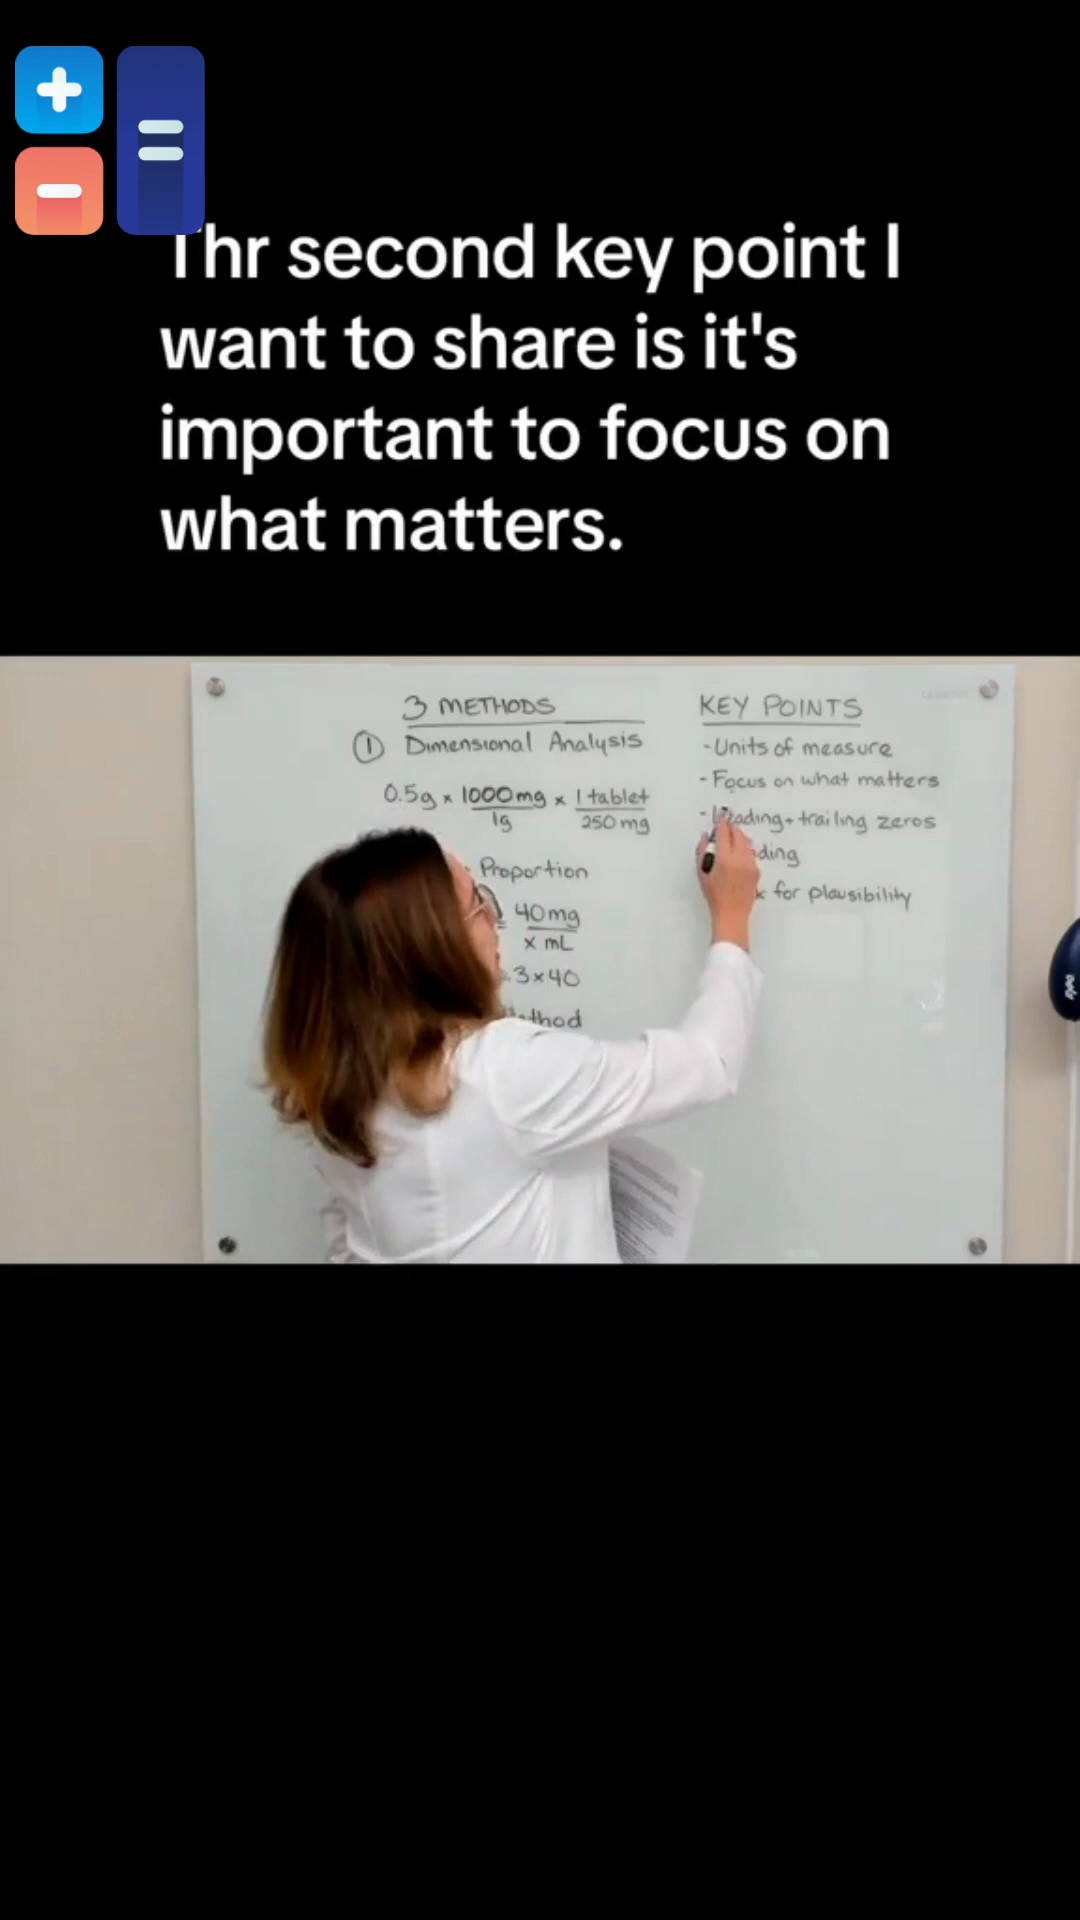 Thr second key point I
want to share is it's
important to focus on
what matters.
3 METHODS
① Dimensional Analysis
0.5g x 1000mg x 1 tablet
1g 250 mg
Proportion
40mg
x mL
.3x40
KEY POINTS
- Units of measure
- Focus on what matters
- Leading + trailing zeros
for plausibility